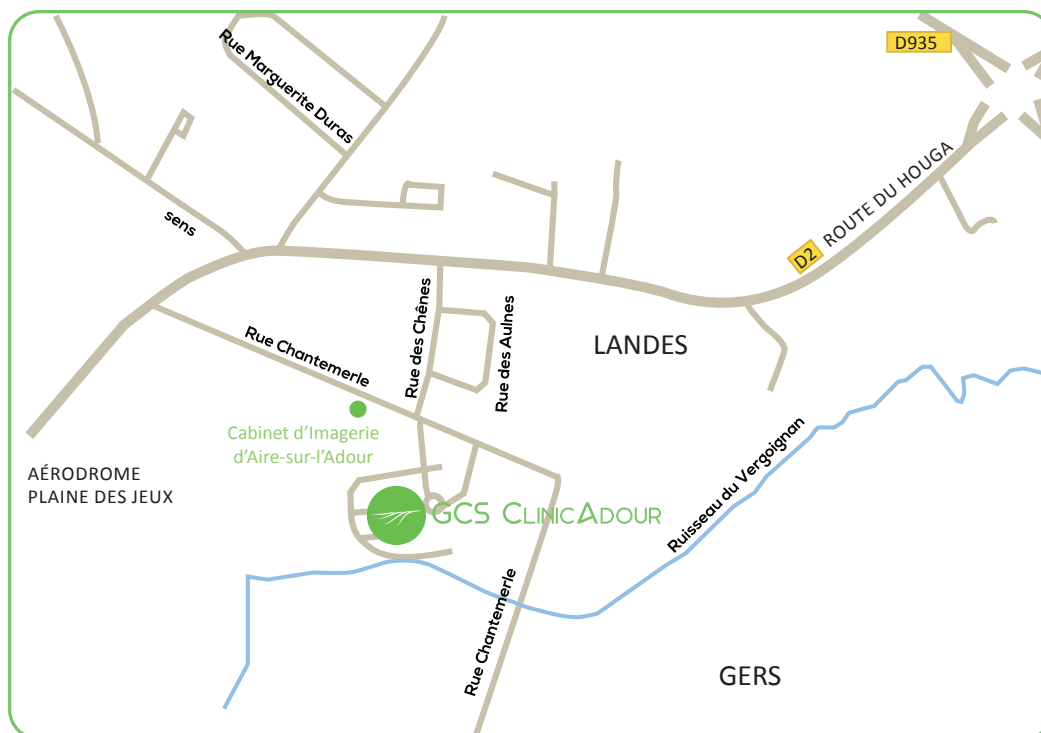 D935
Rue Marguerite Duras
sens
D2 ROUTE DU HOUGA
Rue des Chênes
Rue des Aulnes
LANDES
Rue Chantemerle
Cabinet d’Imagerie
d’Aire-sur-l’Adour
AÉRODROME
PLAINE DES JEUX
GCS CLINICADOUR
Ruisseau du Vergoignan
Rue Chantemerle
GERS